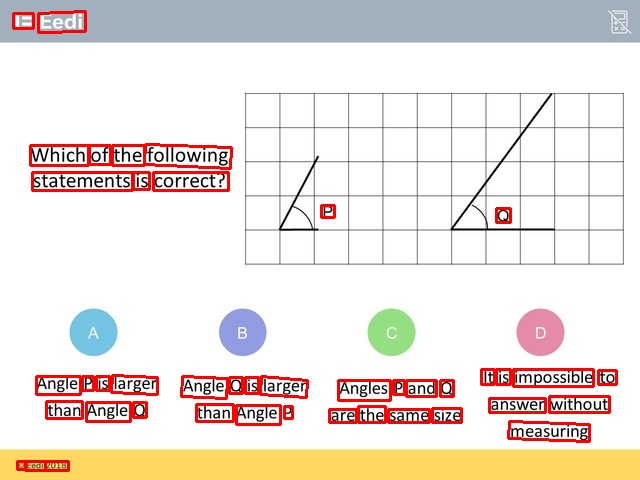 Eedi
Which of the following
statements is correct?
P
Q
A
B
C
D
Angle P is larger
than Angle Q
Angle Q is larger
than Angle P
Angles P and Q
are the same size
It is impossible to
answer without
measuring
© Eedi 2018